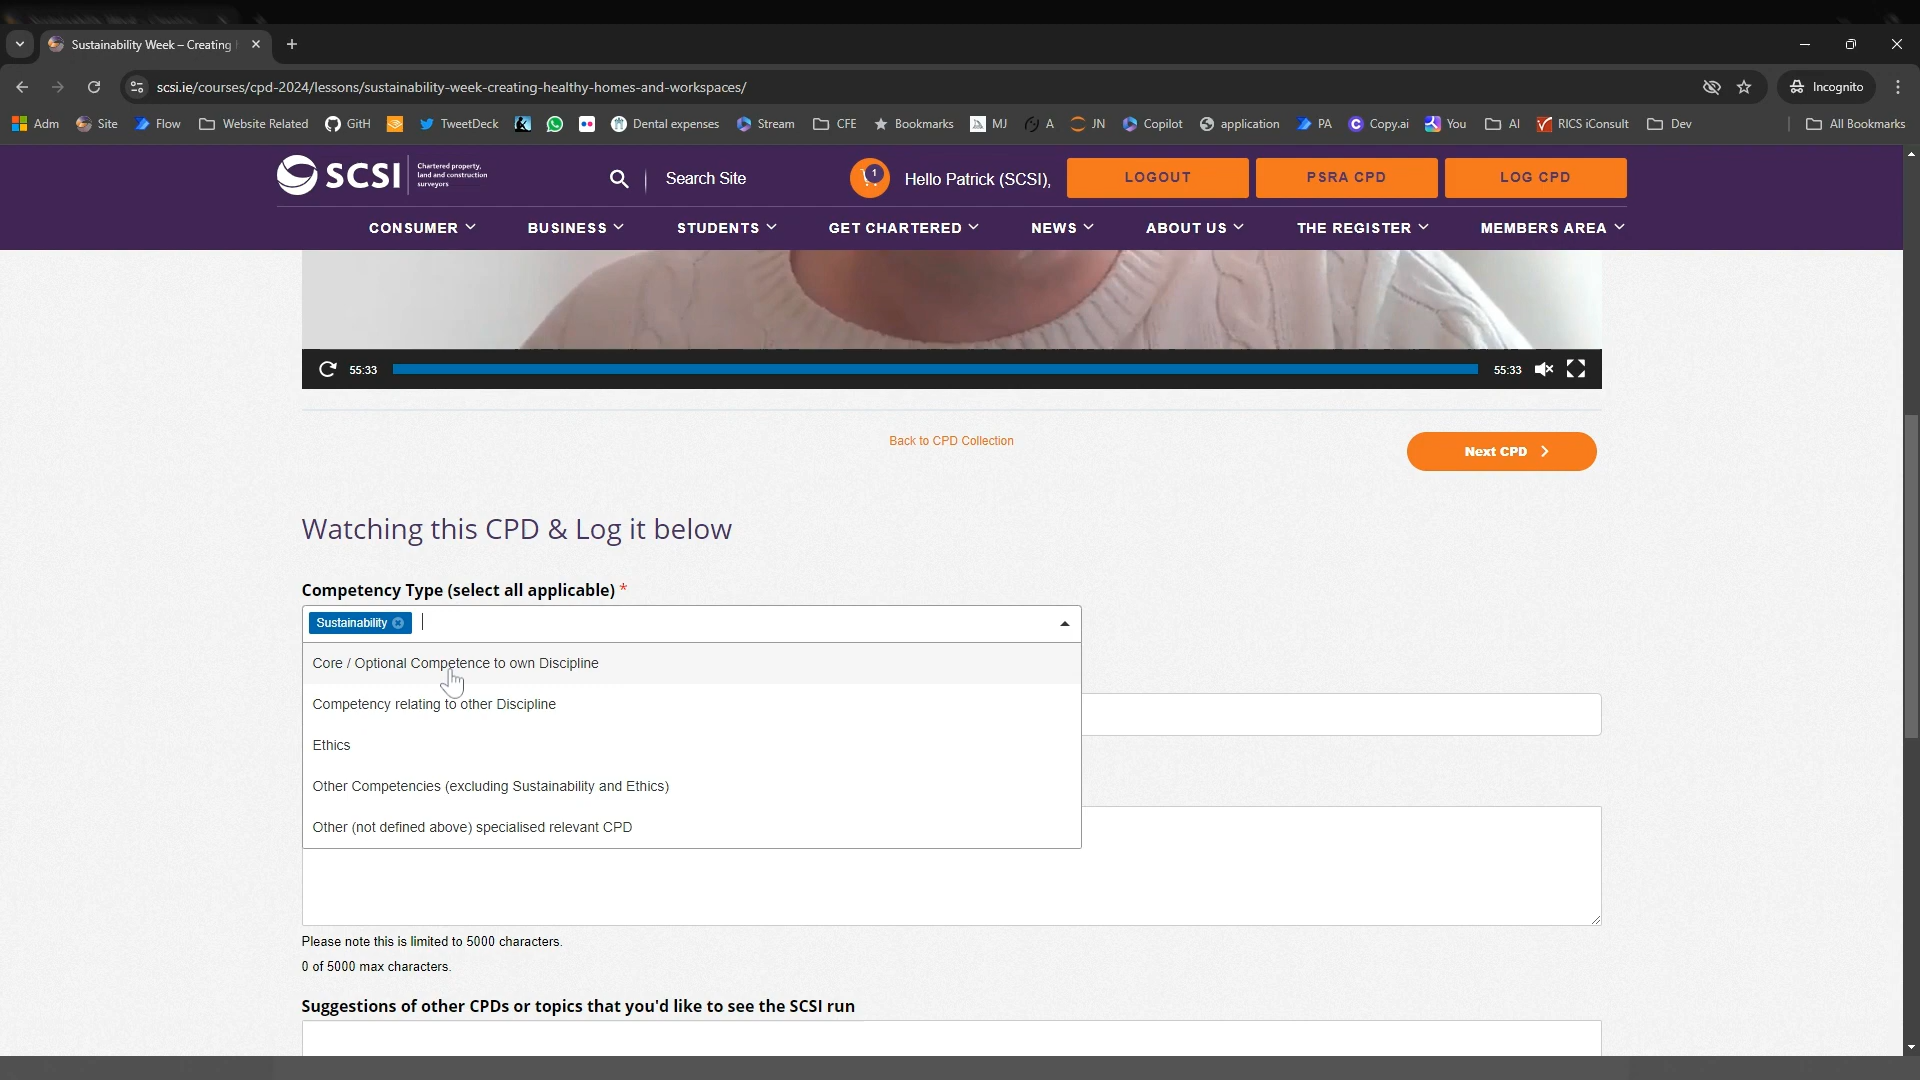 Sustainability Week – Creating
scsi.ie/courses/cpd-2024/lessons/sustainability-week-creating-healthy-homes-and-workspaces/
Incognito
Adm Site Flow Website Related GitH TweetDeck Dental expenses Stream CFE Bookmarks MJ A JN Copilot application PA Copy.ai You AI RICS iConsult Dev All Bookmarks
SCSI
Chartered property,
land and construction
surveyors
Search Site
1
Hello Patrick (SCSI),
LOGOUT
PSRA CPD
LOG CPD
CONSUMER BUSINESS STUDENTS GET CHARTERED NEWS ABOUT US THE REGISTER MEMBERS AREA
55:33 55:33
Back to CPD Collection
Next CPD
Watching this CPD & Log it below
Competency Type (select all applicable) *
Sustainability
Core / Optional Competence to own Discipline
Competency relating to other Discipline
Ethics
Other Competencies (excluding Sustainability and Ethics)
Other (not defined above) specialised relevant CPD
Please note this is limited to 5000 characters.
0 of 5000 max characters.
Suggestions of other CPDs or topics that you'd like to see the SCSI run